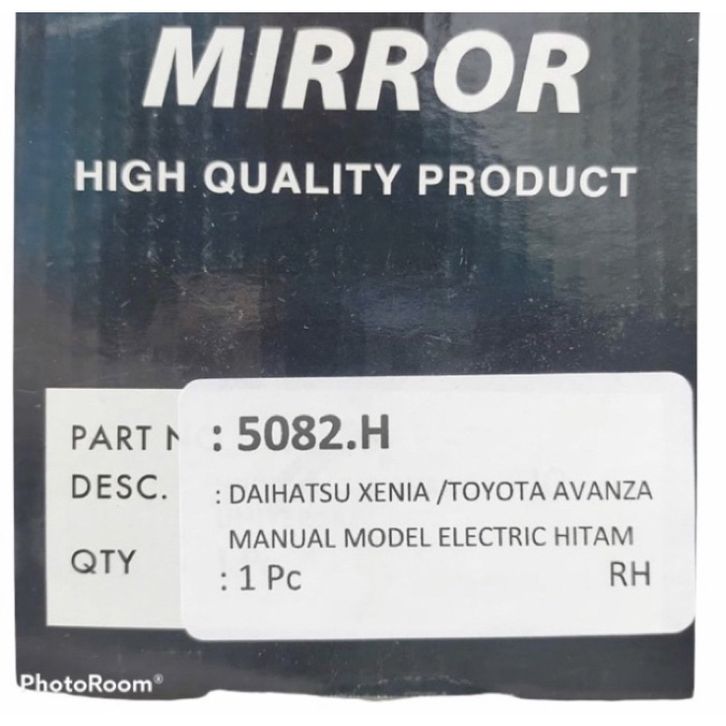 MIRROR
HIGH QUALITY PRODUCT
PART N : 5082.H
DESC. : DAIHATSU XENIA /TOYOTA AVANZA
MANUAL MODEL ELECTRIC HITAM
QTY : 1 Pc RH
PhotoRoom®